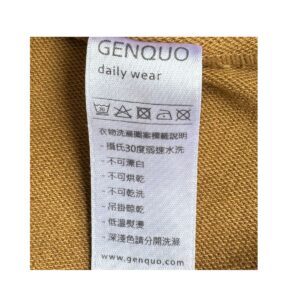 GENQUO
daily wear
衣物洗滌圖案標籤說明
- 攝氏30度弱速水洗
- 不可漂白
- 不可烘乾
- 不可乾洗
- 吊掛晾乾
- 低溫熨燙
- 深淺色請分開洗滌
www.genquo.com